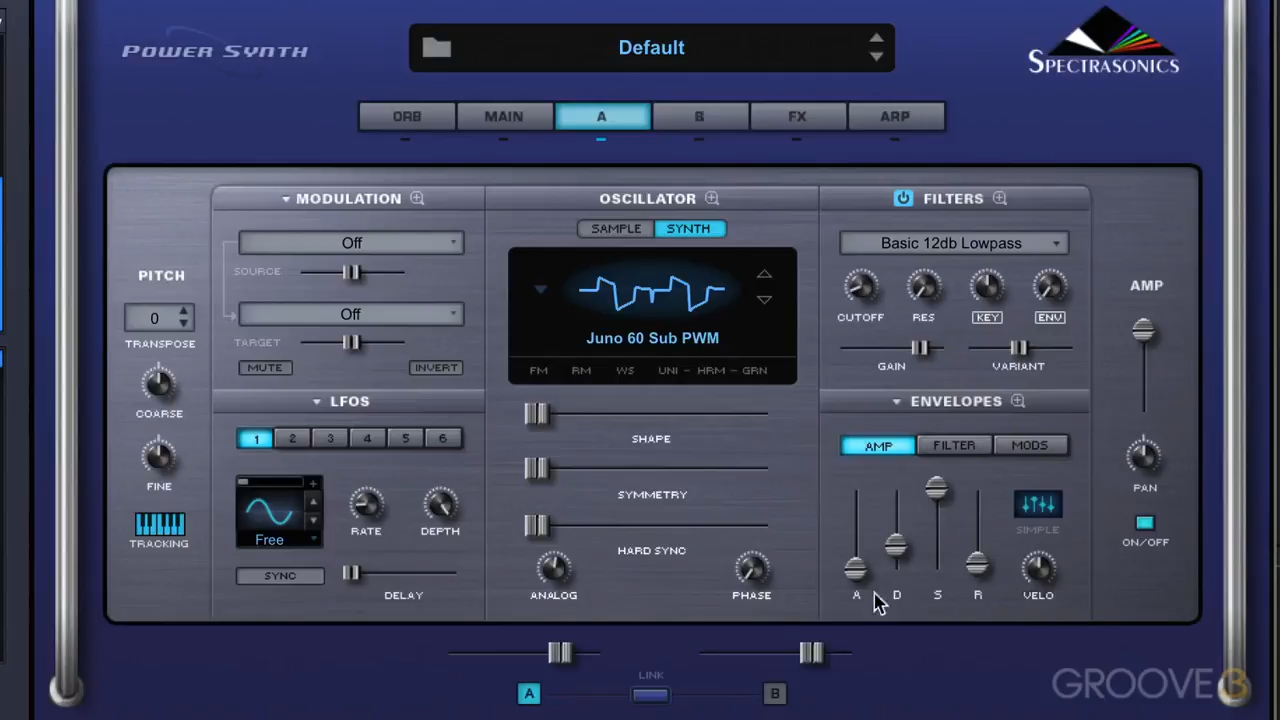 POWER SYNTH
Default
SPECTRASONICS
ORB MAIN A B FX ARP
MODULATION
OSCILLATOR
FILTERS
SAMPLE SYNTH
Off
Basic 12db Lowpass
PITCH
SOURCE
AMP
0
Off
CUTOFF RES KEY ENV
TRANSPOSE
TARGET
Juno 60 Sub PWM
MUTE INVERT
FM RM WS UNI - HRM - GRN
GAIN VARIANT
COARSE
LFOS
ENVELOPES
1 2 3 4 5 6
SHAPE
AMP FILTER MODS
FINE
SYMMETRY
PAN
RATE DEPTH
SIMPLE
TRACKING
Free
HARD SYNC
ON/OFF
SYNC
DELAY
ANALOG PHASE
A D S R VELO
LINK
A B
GROOVE3